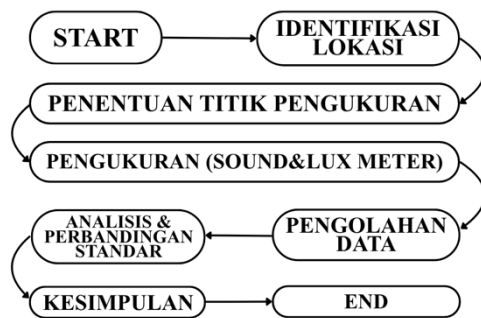 START
IDENTIFIKASI
LOKASI
PENENTUAN TITIK PENGUKURAN
PENGUKURAN (SOUND&LUX METER)
PENGOLAHAN
DATA
ANALISIS &
PERBANDINGAN
STANDAR
KESIMPULAN
END